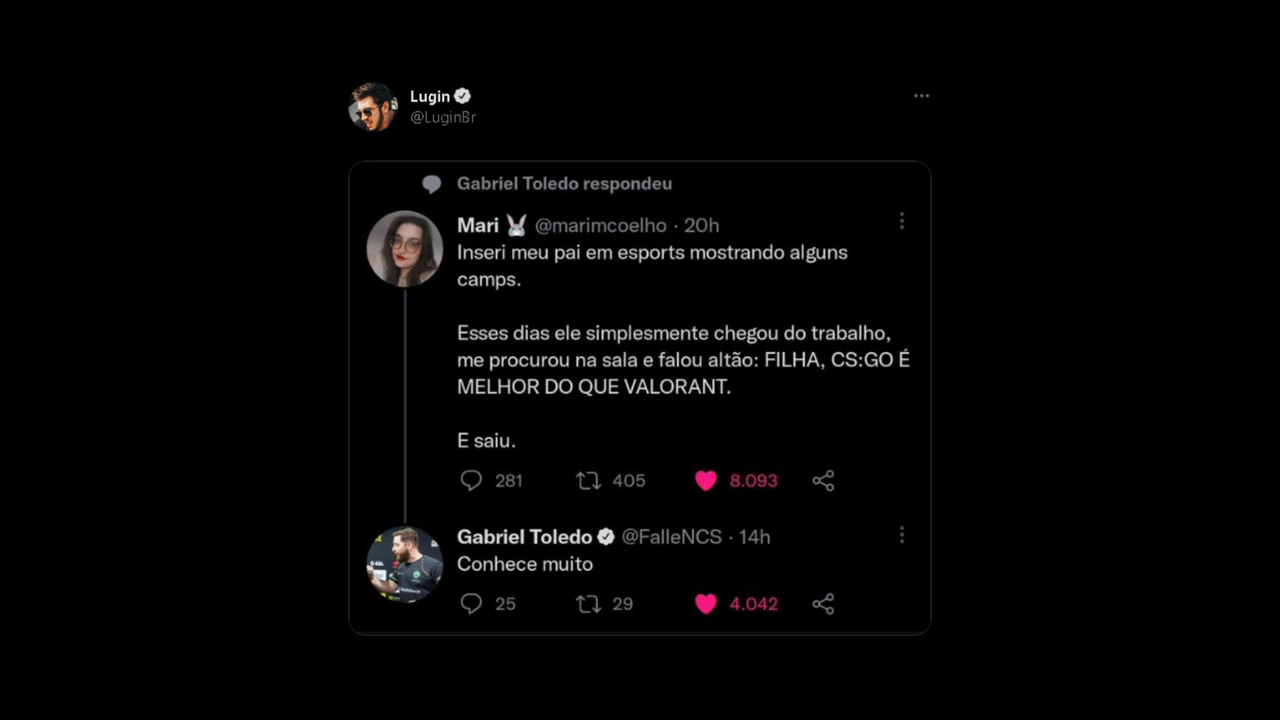 Lugin
@LuginBr
Gabriel Toledo respondeu
Mari 🐰 @marimcoelho · 20h
Inseri meu pai em esports mostrando alguns
camps.
Esses dias ele simplesmente chegou do trabalho,
me procurou na sala e falou altão: FILHA, CS:GO É
MELHOR DO QUE VALORANT.
E saiu.
281 405 8.093
Gabriel Toledo @FalleNCS · 14h
Conhece muito
25 29 4.042